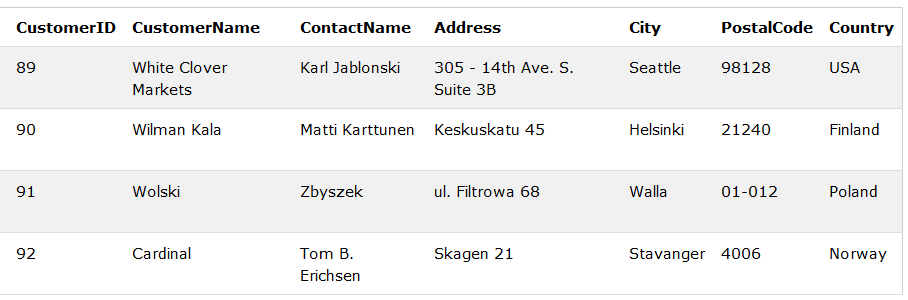 CustomerID CustomerName ContactName Address City PostalCode Country
89 White Clover Karl Jablonski 305 - 14th Ave. S. Seattle 98128 USA
Markets Suite 3B
90 Wilman Kala Matti Karttunen Keskuskatu 45 Helsinki 21240 Finland
91 Wolski Zbyszek ul. Filtrowa 68 Walla 01-012 Poland
92 Cardinal Tom B. Skagen 21 Stavanger 4006 Norway
Erichsen